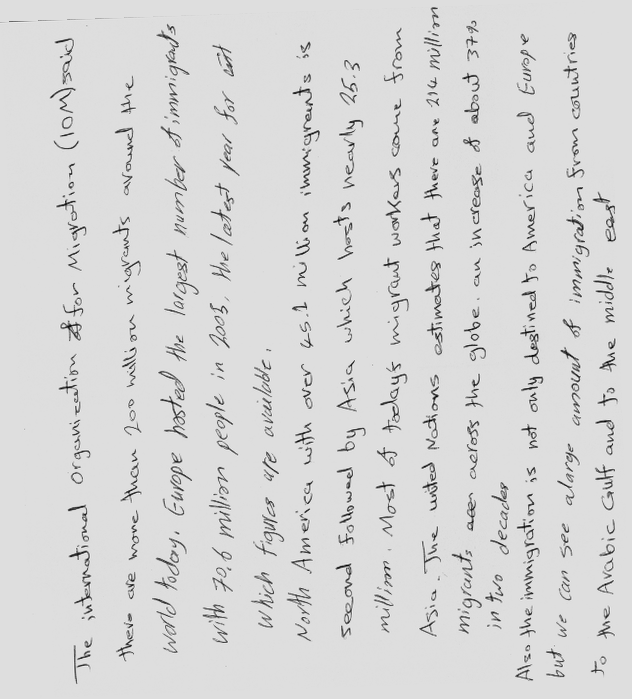 The international Organization for Migration (IOM) said
there are more than 200 million migrants around the
world today. Europe hosted the largest number of immigrants
with 70.6 million people in 2005, the latest year for
which figures are available.
North America with over 45.1 million immigrants is
second followed by Asia which hosts nearly 25.3
million. Most of today's migrant workers come from
Asia. The united Nations estimates that there are 214 million
migrants across the globe. an increase of about 37%
in two decades
Also the immigration is not only destined to America and Europe
but we can see a large amount of immigration from countries
to the Arabic Gulf and to the middle east